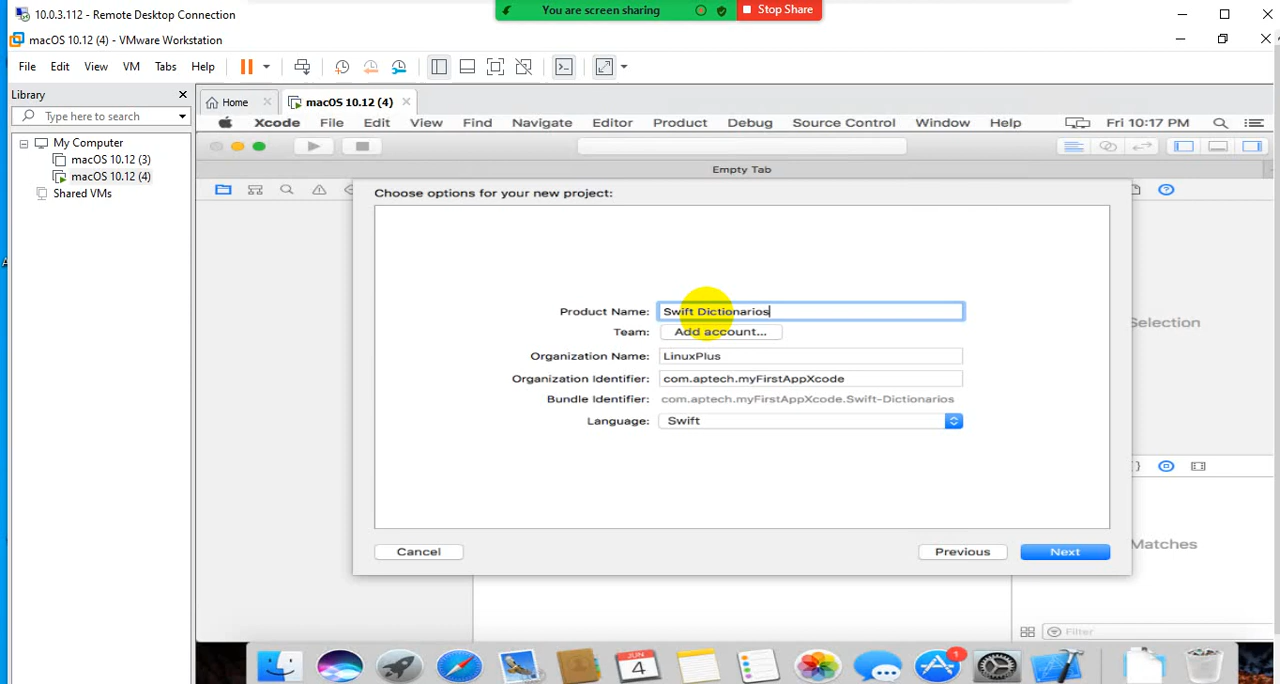 10.0.3.112 - Remote Desktop Connection
You are screen sharing
Stop Share
macOS 10.12 (4) - VMware Workstation
File Edit View VM Tabs Help
Library
Type here to search
My Computer
macOS 10.12 (3)
macOS 10.12 (4)
Shared VMs
Home
macOS 10.12 (4)
Xcode File Edit View Find Navigate Editor Product Debug Source Control Window Help
Fri 10:17 PM
Empty Tab
Choose options for your new project:
Product Name: Swift Dictionarios
Team: Add account...
Organization Name: LinuxPlus
Organization Identifier: com.aptech.myFirstAppXcode
Bundle Identifier: com.aptech.myFirstAppXcode.Swift-Dictionarios
Language: Swift
Cancel
Previous
Next
Selection
Matches
Filter
JUN
4
1